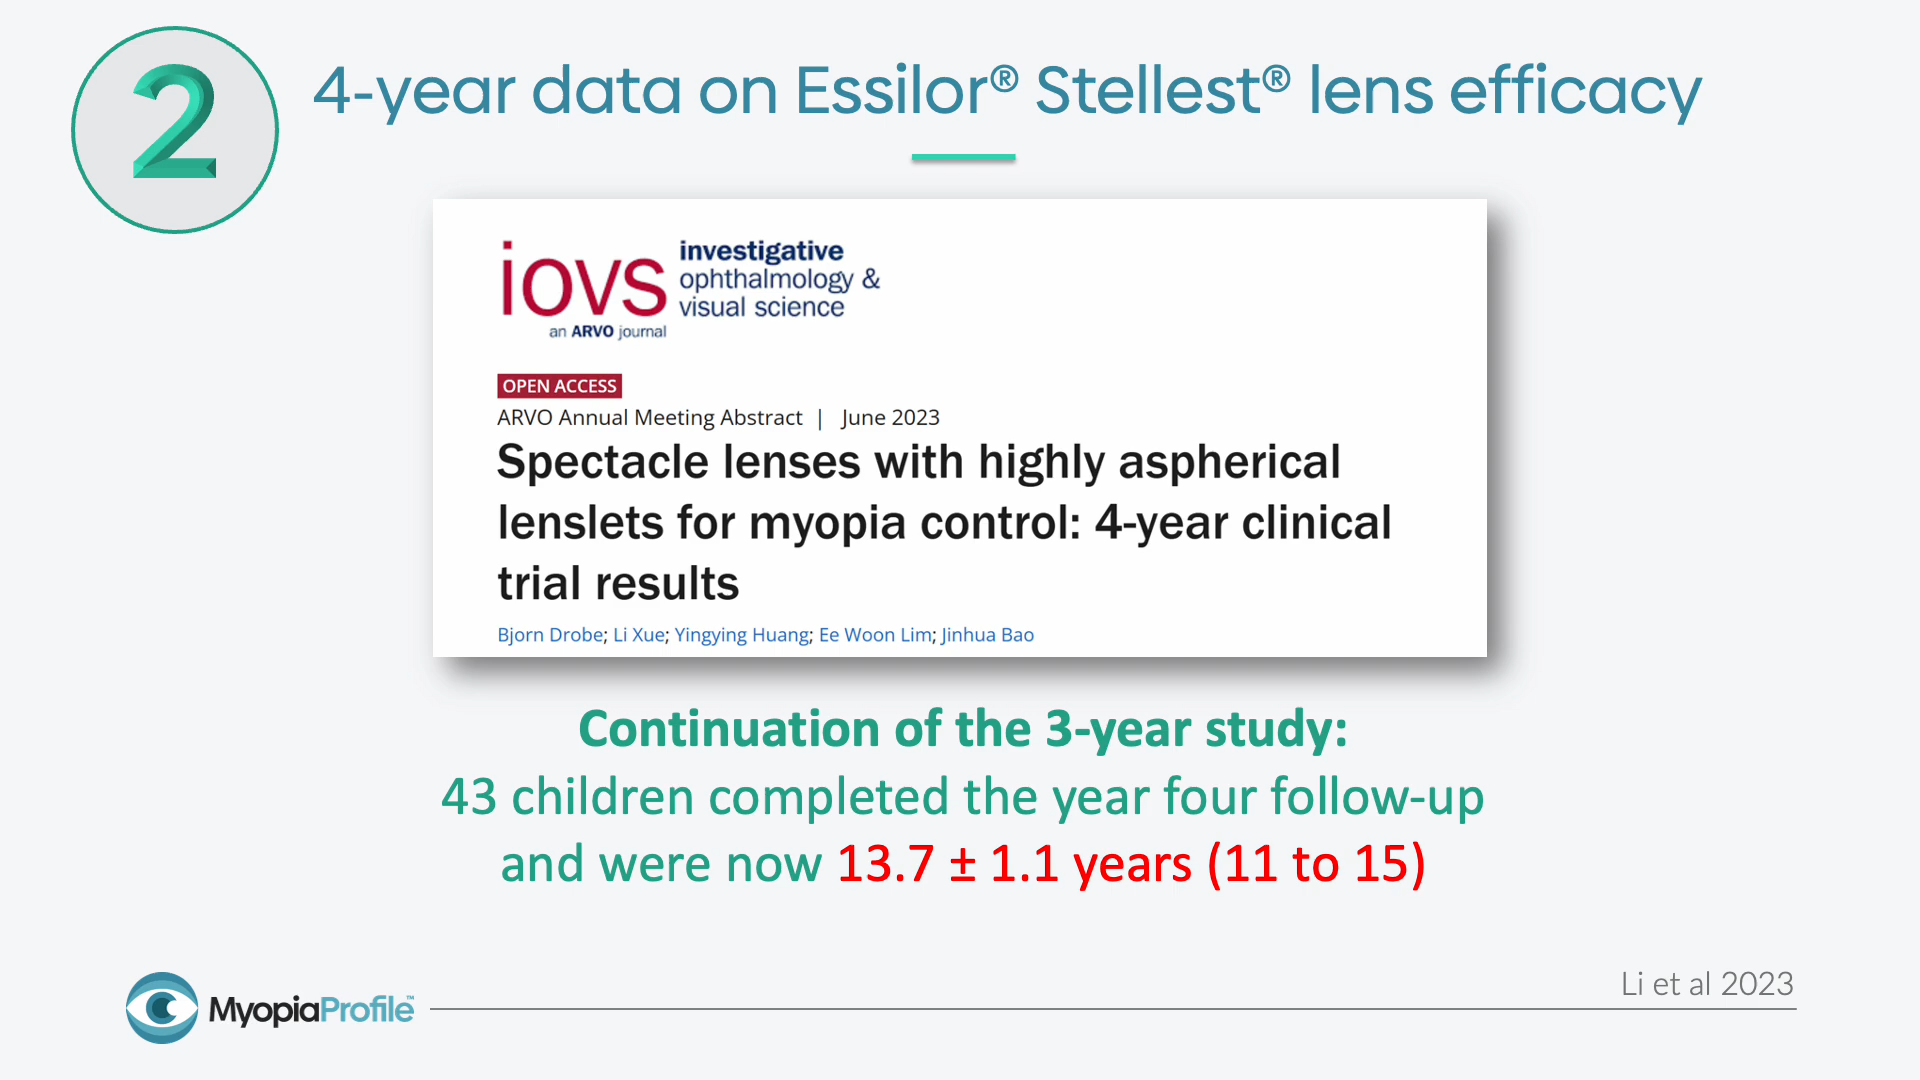 2
4-year data on Essilor® Stellest® lens efficacy
iovs
investigative
ophthalmology &
visual science
an ARVO journal
OPEN ACCESS
ARVO Annual Meeting Abstract | June 2023
Spectacle lenses with highly aspherical
lenslets for myopia control: 4-year clinical
trial results
Bjorn Drobe; Li Xue; Yingying Huang; Ee Woon Lim; Jinhua Bao
Continuation of the 3-year study:
43 children completed the year four follow-up
and were now 13.7 ± 1.1 years (11 to 15)
Li et al 2023
MyopiaProfile™